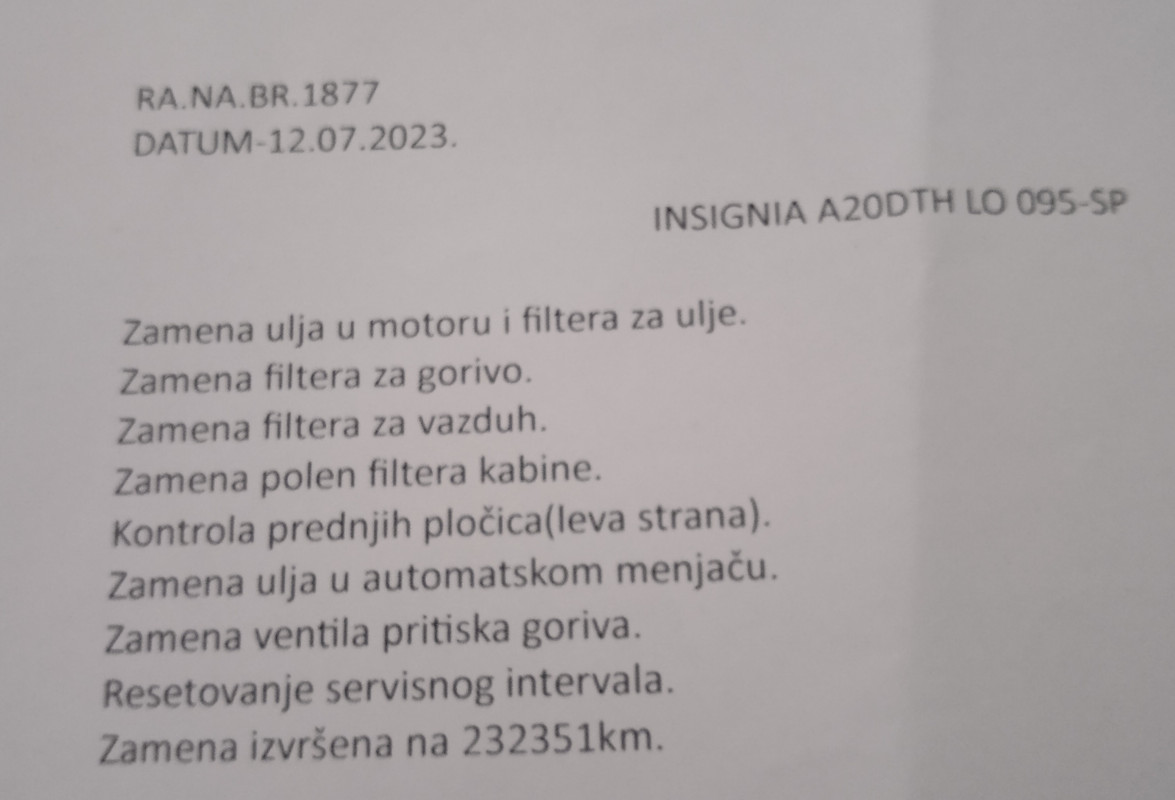 RA.NA.BR.1877
DATUM-12.07.2023.
INSIGNIA A20DTH LO 095-SP
Zamena ulja u motoru i filtera za ulje.
Zamena filtera za gorivo.
Zamena filtera za vazduh.
Zamena polen filtera kabine.
Kontrola prednjih pločica(leva strana).
Zamena ulja u automatskom menjaču.
Zamena ventila pritiska goriva.
Resetovanje servisnog intervala.
Zamena izvršena na 232351km.